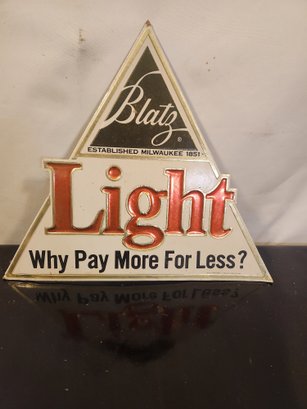 Blatz ®
ESTABLISHED MILWAUKEE 1851
Light
Why Pay More For Less?